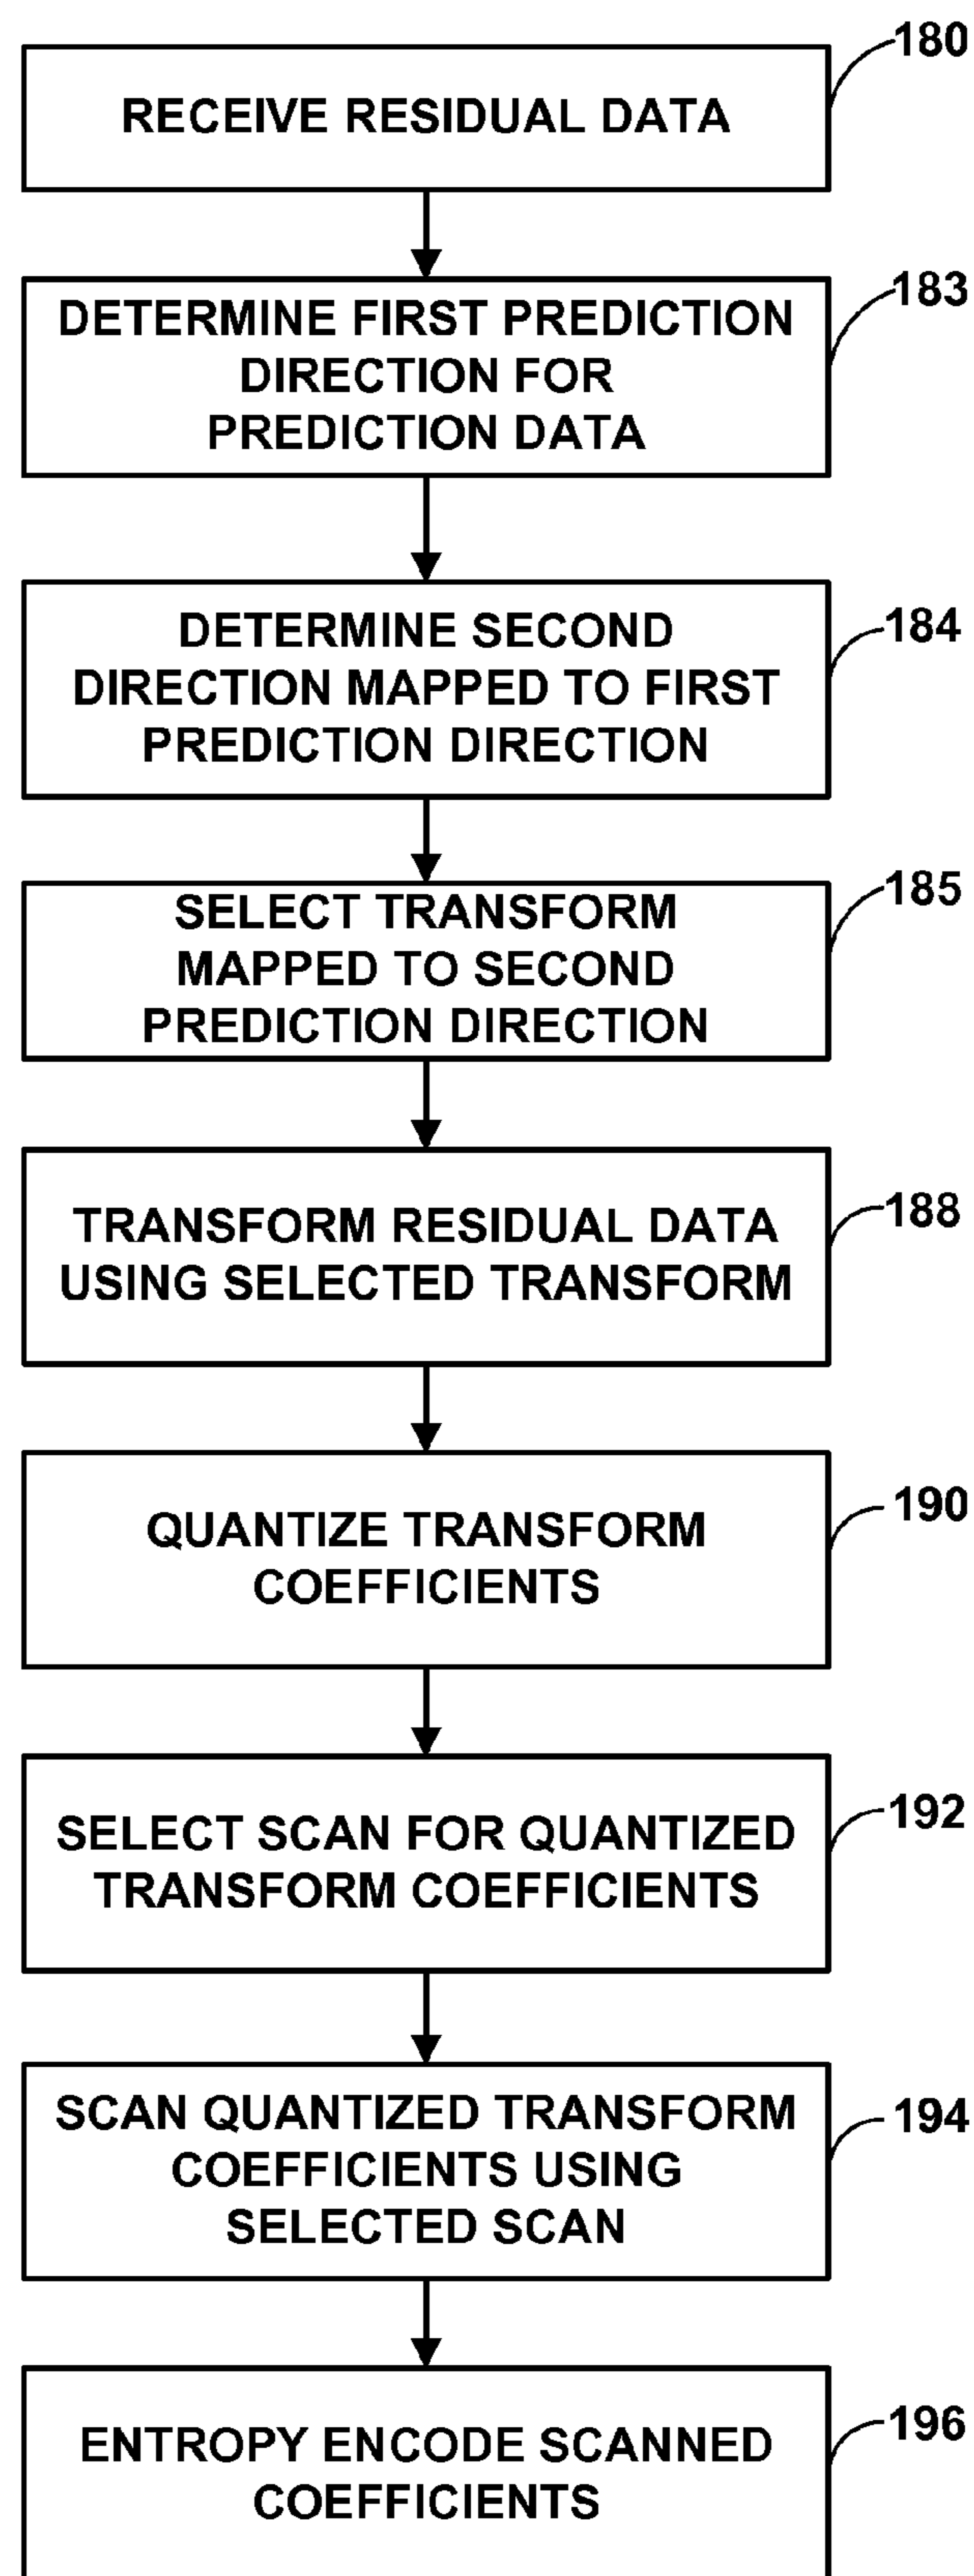 180
RECEIVE RESIDUAL DATA
183
DETERMINE FIRST PREDICTION
DIRECTION FOR
PREDICTION DATA
184
DETERMINE SECOND
DIRECTION MAPPED TO FIRST
PREDICTION DIRECTION
185
SELECT TRANSFORM
MAPPED TO SECOND
PREDICTION DIRECTION
188
TRANSFORM RESIDUAL DATA
USING SELECTED TRANSFORM
190
QUANTIZE TRANSFORM
COEFFICIENTS
192
SELECT SCAN FOR QUANTIZED
TRANSFORM COEFFICIENTS
194
SCAN QUANTIZED TRANSFORM
COEFFICIENTS USING
SELECTED SCAN
196
ENTROPY ENCODE SCANNED
COEFFICIENTS